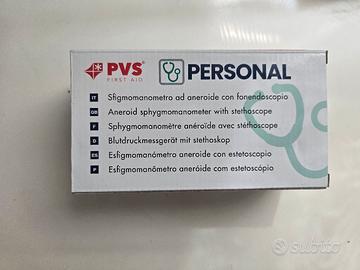 PVS®
FIRST AID
PERSONAL
IT Sfigmomanometro ad aneroide con fonendoscopio
GB Aneroid sphygmomanometer with stethoscope
F Sphygmomanomètre anéroïde avec stéthoscope
D Blutdruckmessgerät mit stethoskop
ES Esfigmomanómetro aneroide con estetoscopio
P Esfigmomanómetro aneróide com estetoscópio
subito